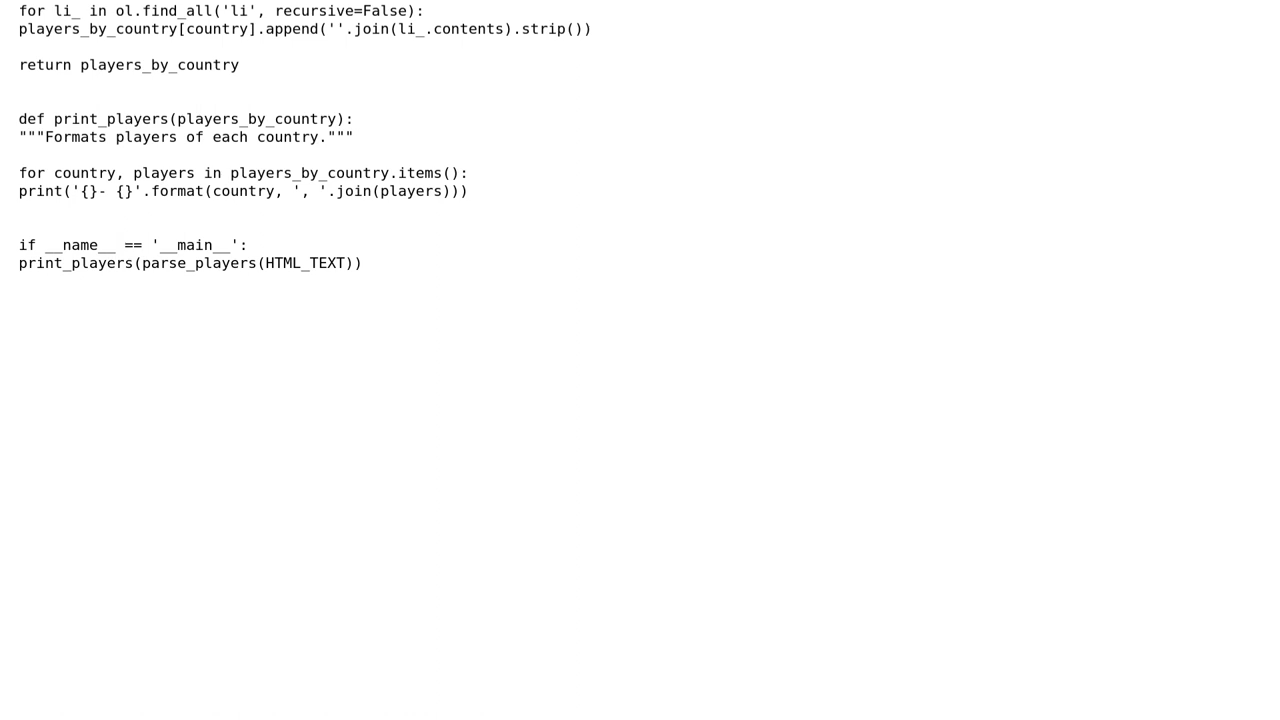 for li_ in ol.find_all('li', recursive=False):
players_by_country[country].append(''.join(li_.contents).strip())
return players_by_country
def print_players(players_by_country):
"""Formats players of each country."""
for country, players in players_by_country.items():
print('{}- {}'.format(country, ', '.join(players)))
if __name__ == '__main__':
print_players(parse_players(HTML_TEXT))